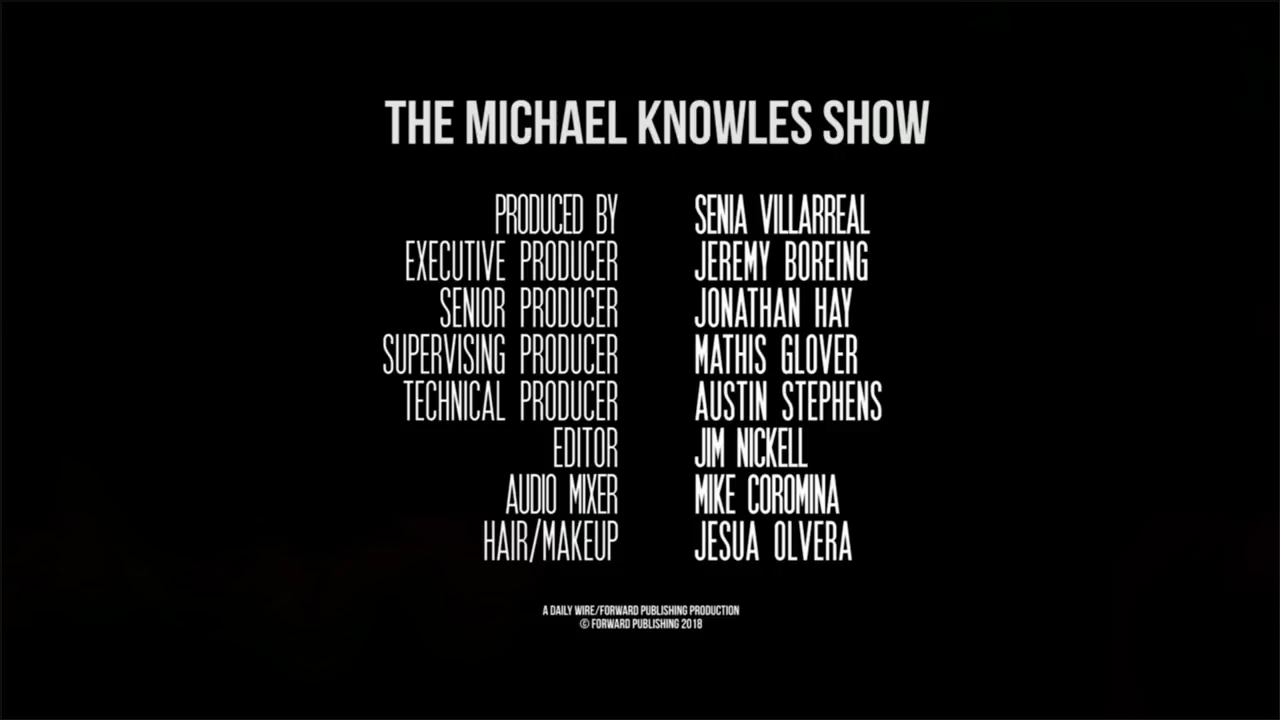 THE MICHAEL KNOWLES SHOW
PRODUCED BY SENIA VILLARREAL
EXECUTIVE PRODUCER JEREMY BOREING
SENIOR PRODUCER JONATHAN HAY
SUPERVISING PRODUCER MATHIS GLOVER
TECHNICAL PRODUCER AUSTIN STEPHENS
EDITOR JIM NICKELL
AUDIO MIXER MIKE COROMINA
HAIR/MAKEUP JESUA OLVERA
A DAILY WIRE/FORWARD PUBLISHING PRODUCTION
© FORWARD PUBLISHING 2018